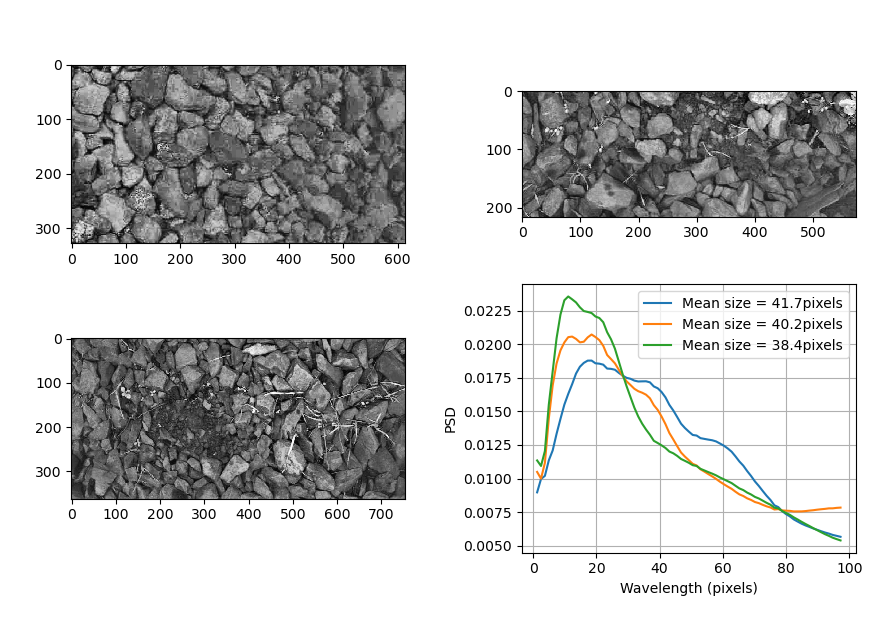 0
100
200
300
0 100 200 300 400 500 600
0
100
200
0 100 200 300 400 500
0
100
200
300
0 100 200 300 400 500 600 700
PSD
0.0225
0.0200
0.0175
0.0150
0.0125
0.0100
0.0075
0.0050
Mean size = 41.7pixels
Mean size = 40.2pixels
Mean size = 38.4pixels
0 20 40 60 80 100
Wavelength (pixels)